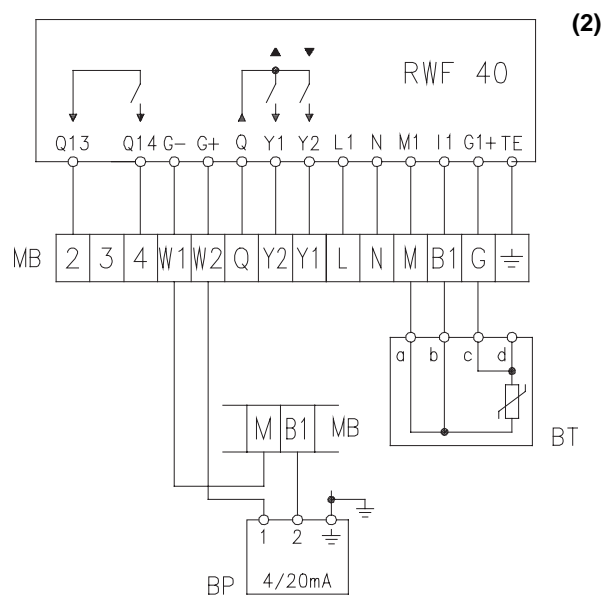 (2)
RWF 40
Q13 Q14 G- G+ Q Y1 Y2 L1 N M1 I1 G1+ TE
MB 2 3 4 W1 W2 Q Y2 Y1 L N M B1 G
a b c d
BT
M B1 MB
1 2
BP 4/20mA